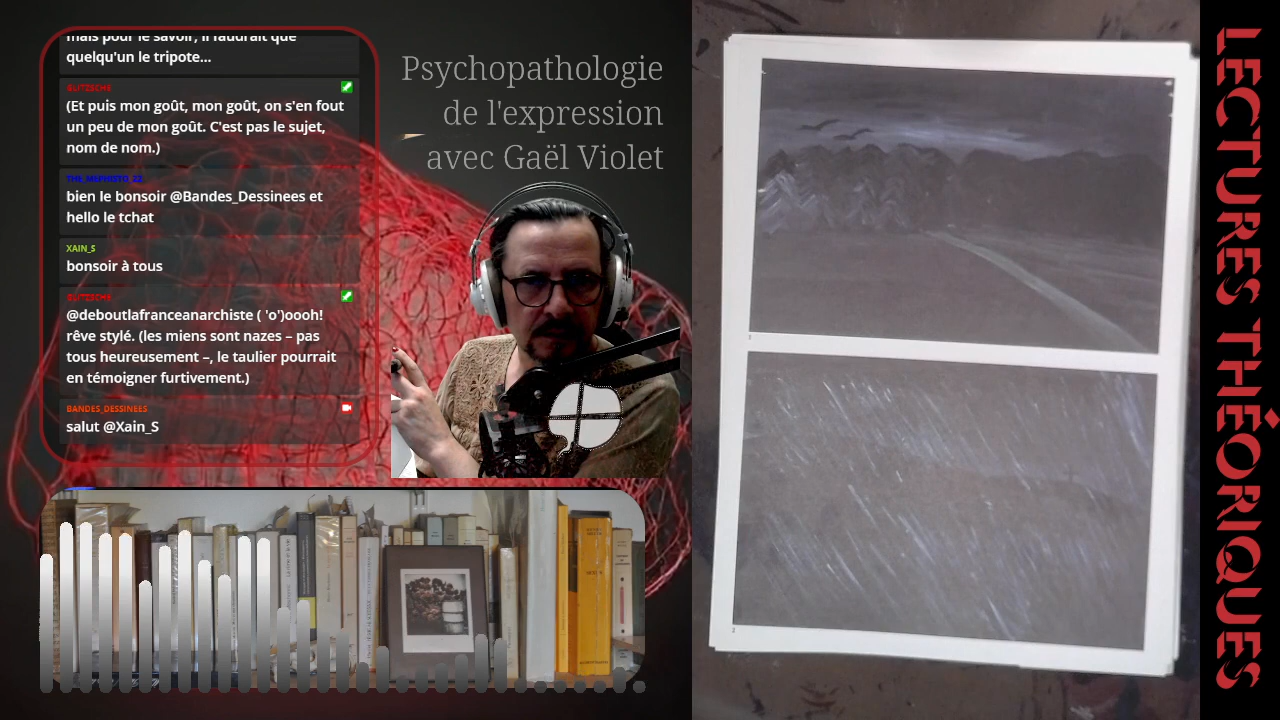 mais pour le savoir, il faudrait que
quelqu'un le tripote...
BLITZSCHE
(Et puis mon goût, mon goût, on s'en fout
un peu de mon goût. C'est pas le sujet,
nom de nom.)
THE_MEPHISTO_ZZ
bien le bonsoir @Bandes_Dessinees et
hello le tchat
XAIN_S
bonsoir à tous
BLITZSCHE
@deboutlafranceanarchiste ( 'o')oooh!
rêve stylé. (les miens sont nazes – pas
tous heureusement –, le taulier pourrait
en témoigner furtivement.)
BANDES_DESSINEES
salut @Xain_S
Psychopathologie
de l'expression
avec Gaël Violet
LECTURES THÉORIQUES